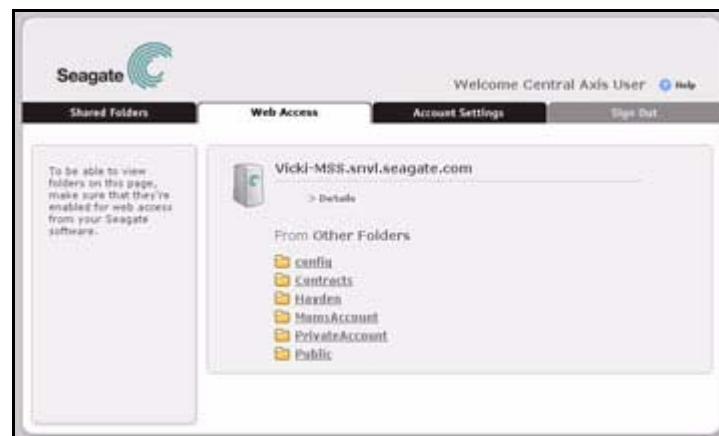 Seagate
Welcome Central Axis User Help
Shared Folders Web Access Account Settings Sign Out
To be able to view
folders on this page,
make sure that they're
enabled for web access
from your Seagate
software.
Vicki-MSS.snvl.seagate.com
> Details
From Other Folders
config
Contracts
Hayden
MomsAccount
PrivateAccount
Public